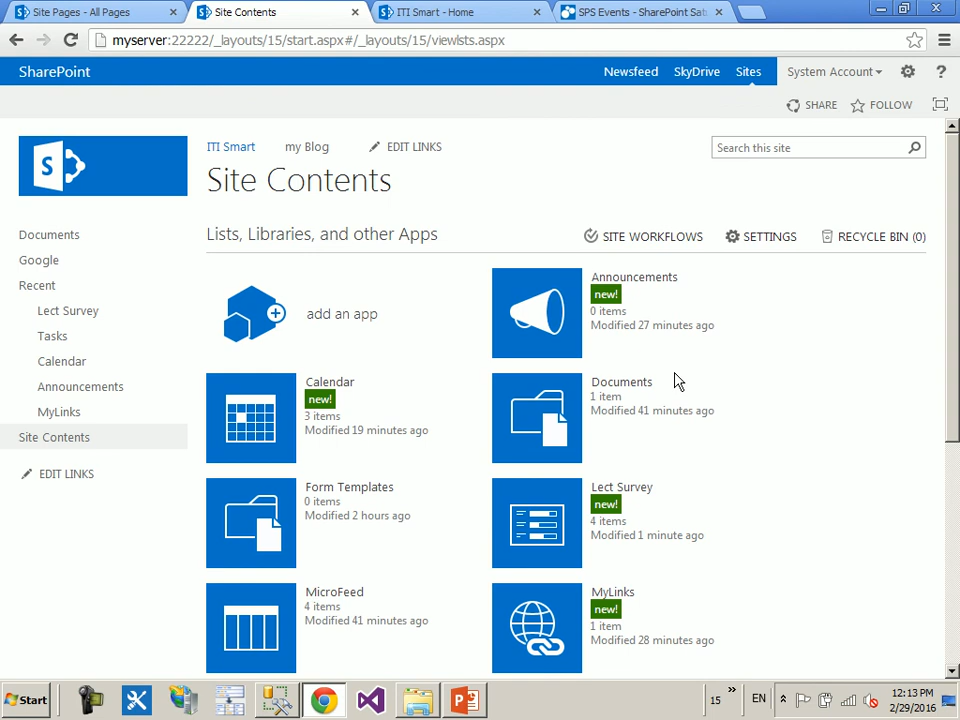 Site Pages - All Pages
Site Contents
ITI Smart - Home
SPS Events - SharePoint Satu
myserver:22222/_layouts/15/start.aspx#/_layouts/15/viewlsts.aspx
SharePoint
Newsfeed
SkyDrive
Sites
System Account
?
SHARE
FOLLOW
S
ITI Smart
my Blog
EDIT LINKS
Search this site
Site Contents
Documents
Google
Recent
Lect Survey
Tasks
Calendar
Announcements
MyLinks
Site Contents
EDIT LINKS
Lists, Libraries, and other Apps
SITE WORKFLOWS
SETTINGS
RECYCLE BIN (0)
add an app
Announcements
new!
0 items
Modified 27 minutes ago
Calendar
new!
3 items
Modified 19 minutes ago
Documents
1 item
Modified 41 minutes ago
Form Templates
0 items
Modified 2 hours ago
Lect Survey
new!
4 items
Modified 1 minute ago
MicroFeed
4 items
Modified 41 minutes ago
MyLinks
new!
1 item
Modified 28 minutes ago
Start
15
»
EN
12:13 PM
2/29/2016